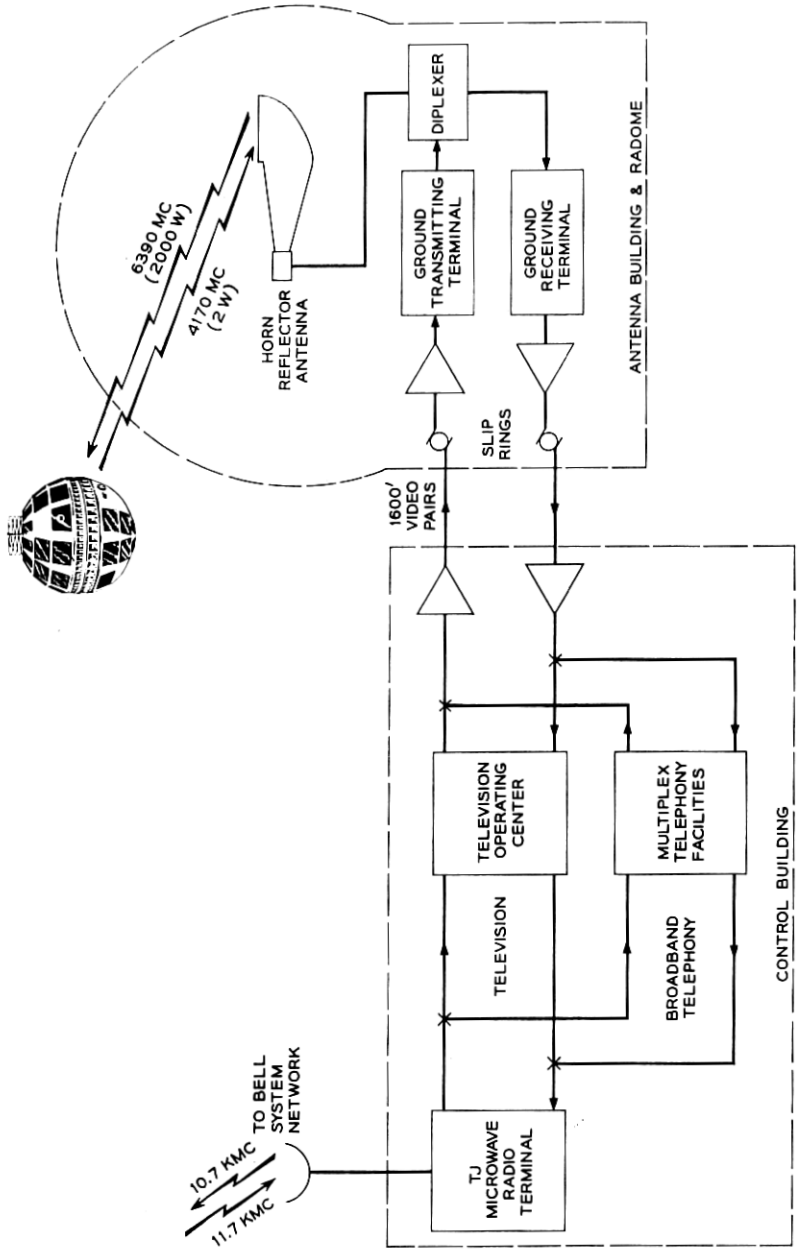 10.7 KMC
11.7 KMC
TO BELL
SYSTEM
NETWORK
TJ
MICROWAVE
RADIO
TERMINAL
TELEVISION
BROADBAND
TELEPHONY
TELEVISION
OPERATING
CENTER
MULTIPLEX
TELEPHONY
FACILITIES
CONTROL BUILDING
1600'
VIDEO
PAIRS
SLIP
RINGS
6390 MC
(2000 W)
4170 MC
(2 W)
HORN
REFLECTOR
ANTENNA
GROUND
TRANSMITTING
TERMINAL
GROUND
RECEIVING
TERMINAL
DIPLEXER
ANTENNA BUILDING & RADOME